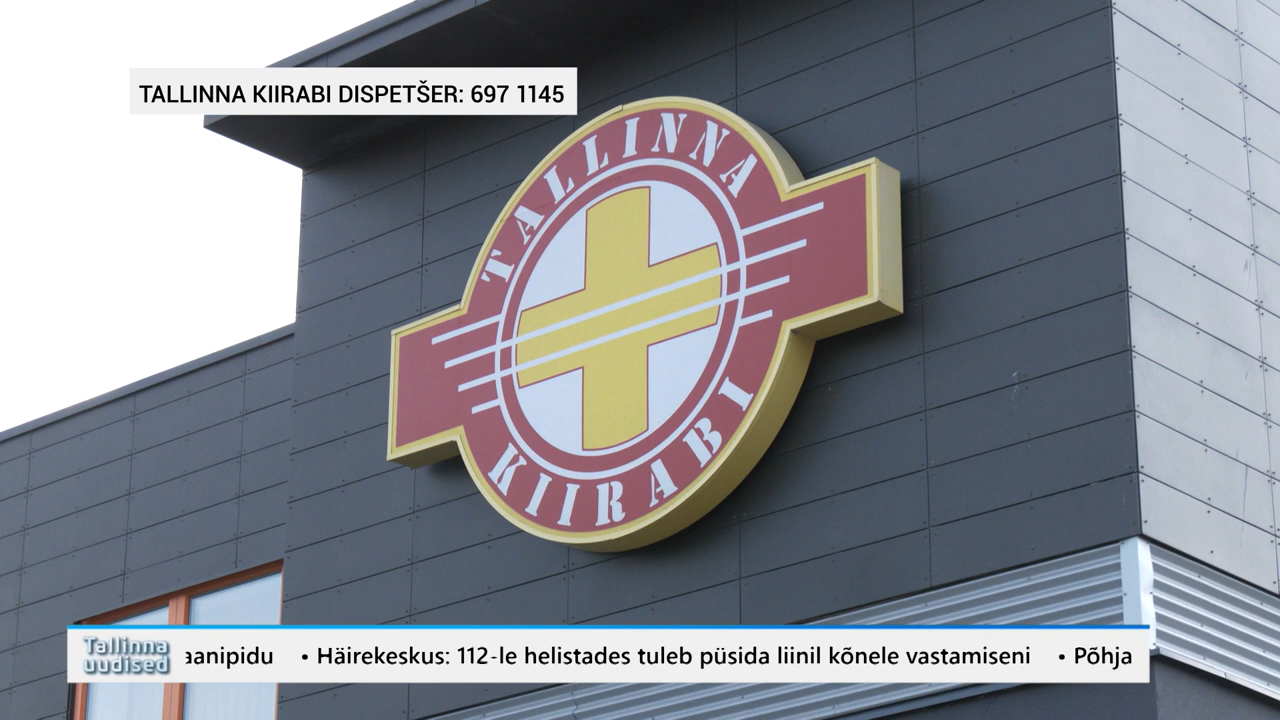 TALLINNA KIIRABI DISPETŠER: 697 1145
TALLINNA
KIIRABI
Tallinna
uudised
aanipidu • Häirekeskus: 112-le helistades tuleb püsida liinil kõnele vastamiseni • Põhja